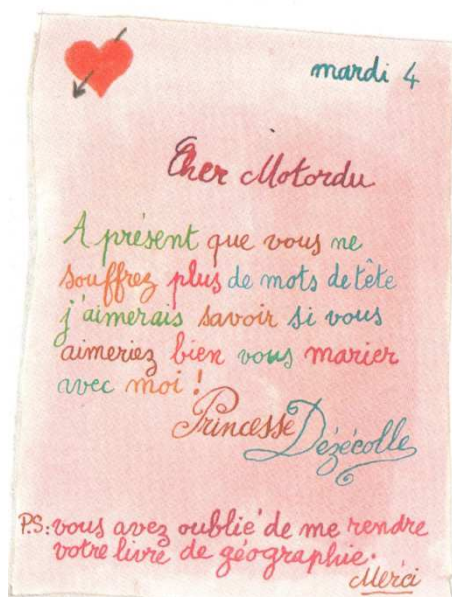 mardi 4
Cher Motordu
A présent que vous ne
souffrez plus de mots de tête
j'aimerais savoir si vous
aimeriez bien vous marier
avec moi !
Princesse Dézécolle
P.S: vous avez oublié de me rendre
votre livre de géographie.
Merci